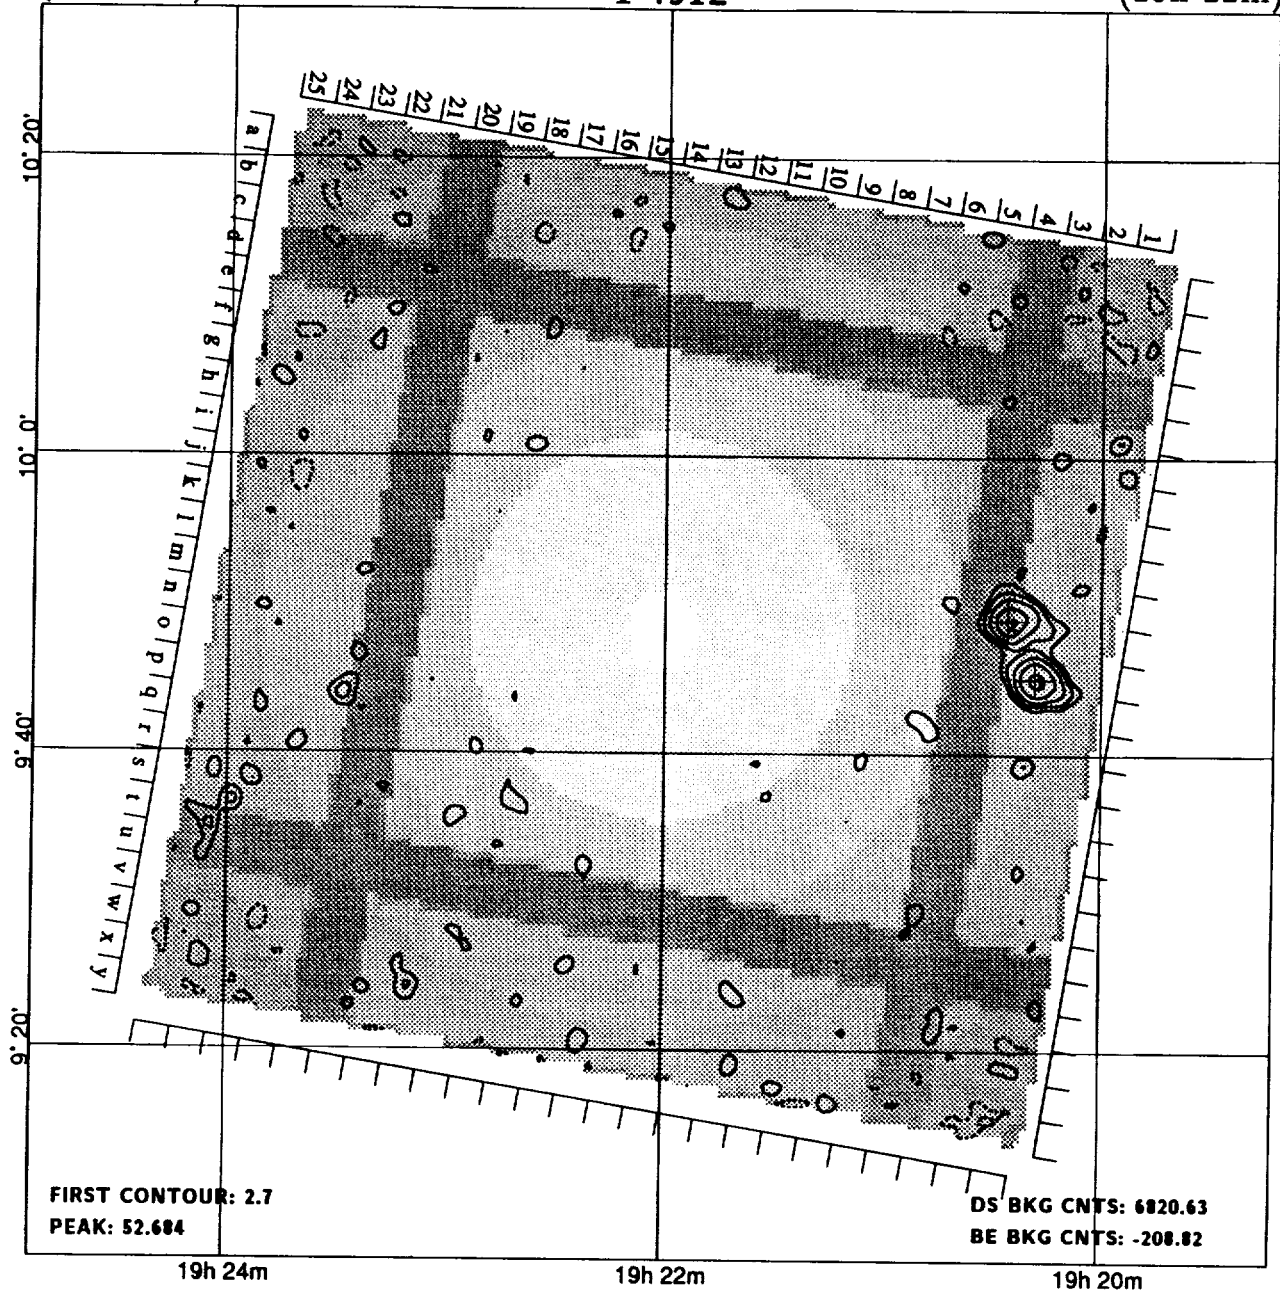 25 24 23 22 21 20 19 18 17 16 15 14 13 12 11 10 9 8 7 6 5 4 3 2 1
a b c d e f g h i j k l m n o p q r s t u v w x y
10° 20'
10° 0'
9° 40'
9° 20'
FIRST CONTOUR: 2.7
PEAK: 52.684
DS BKG CNTS: 6820.63
BE BKG CNTS: -208.82
19h 24m 19h 22m 19h 20m